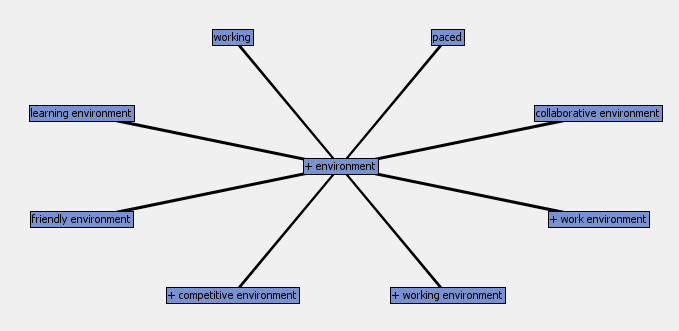 working
paced
learning environment
collaborative environment
+ environment
friendly environment
+ work environment
+ competitive environment
+ working environment